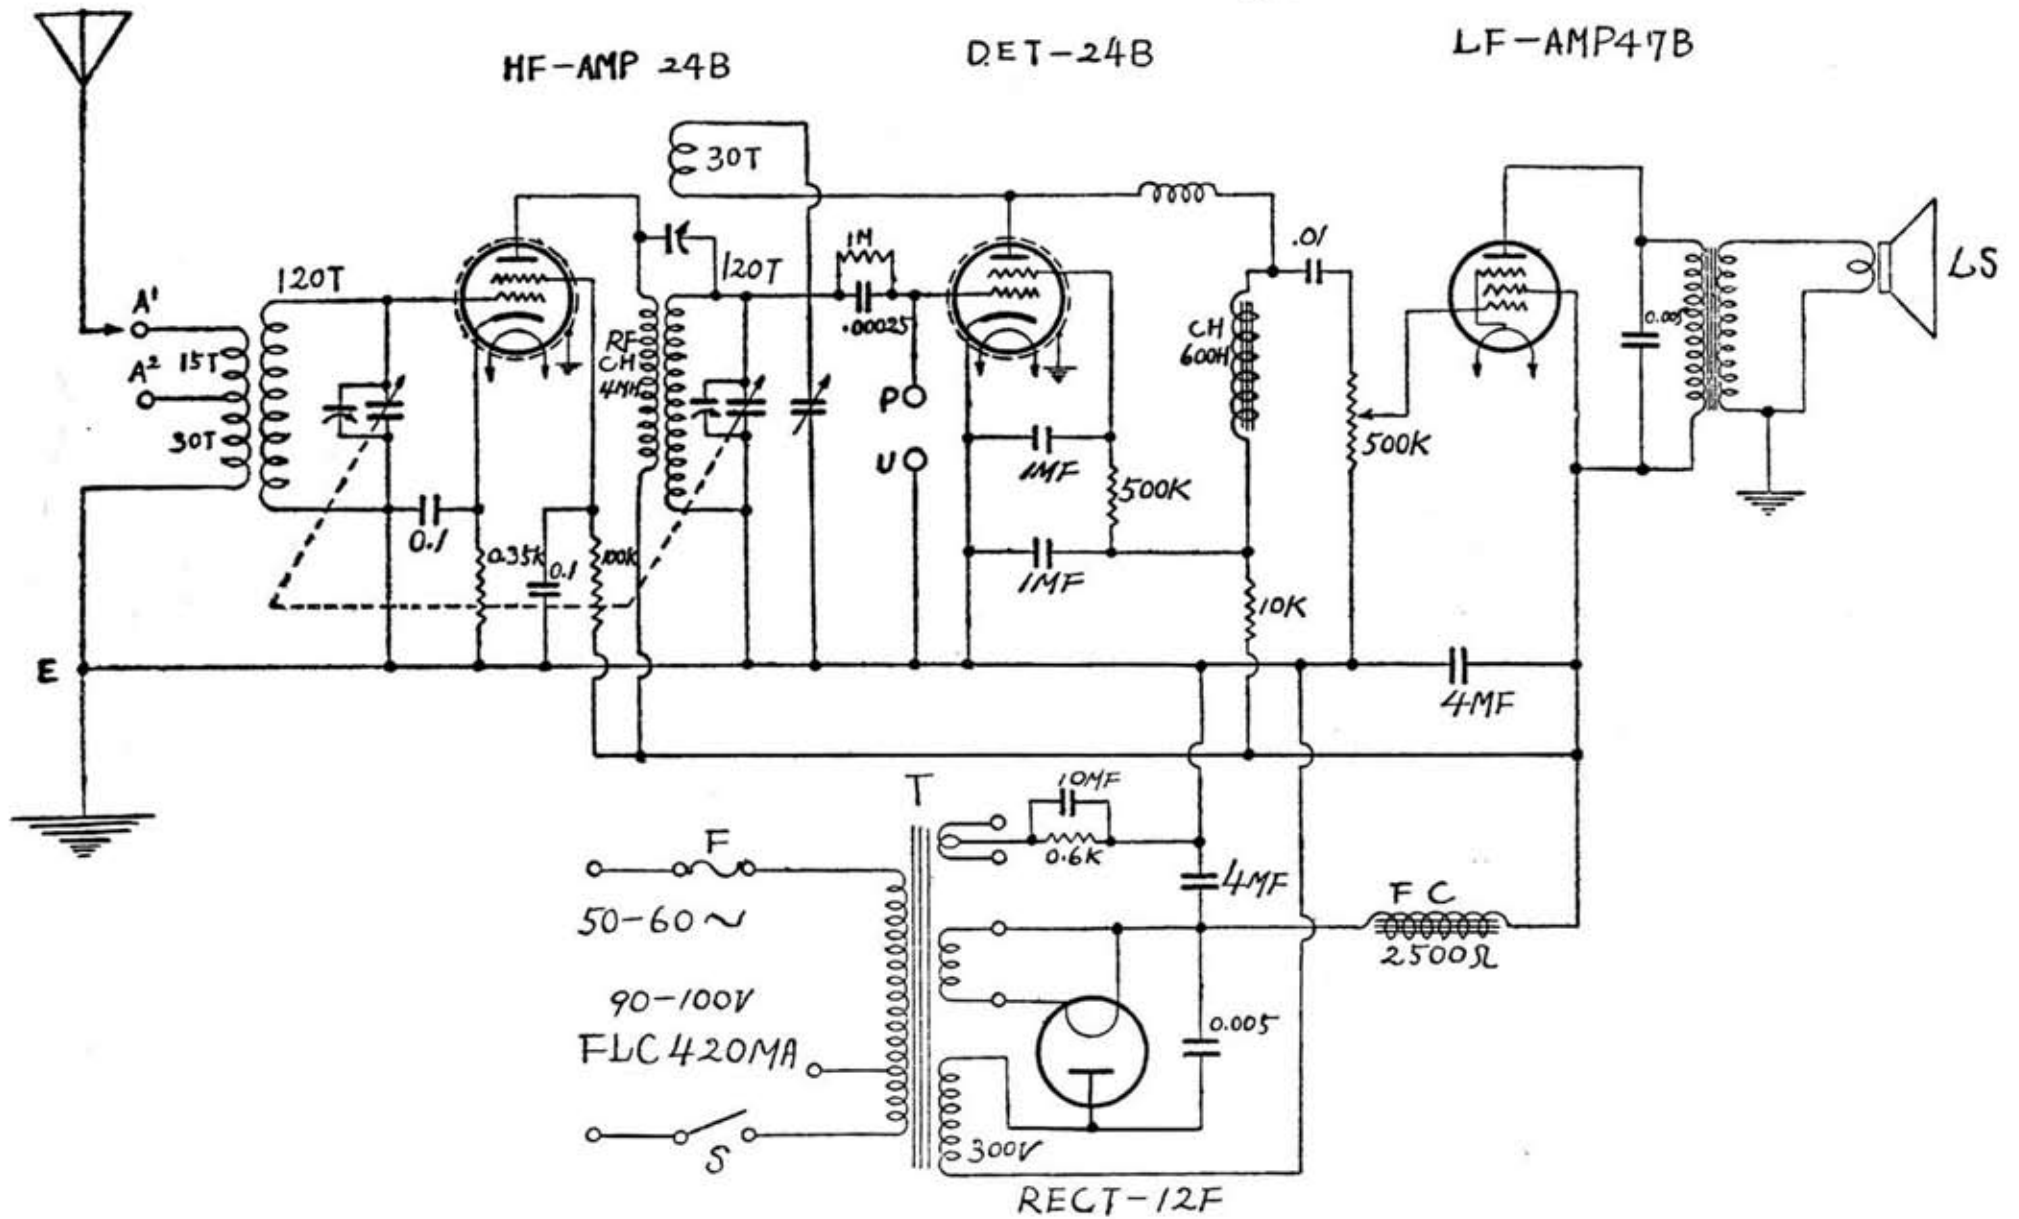 HF-AMP 24B
DET-24B
LF-AMP47B
30T
120T
120T
1M
.01
LS
A¹
A²
15T
30T
RF
CH
4MH
.00025
CH
600H
0.005
P
U
1MF
500K
500K
0.1
0.35K
0.1
100K
1MF
10K
E
4MF
T
10MF
0.6K
F
4MF
50-60~
F C
2500Ω
90-100V
0.005
FLC420MA
S
300V
RECT-12F